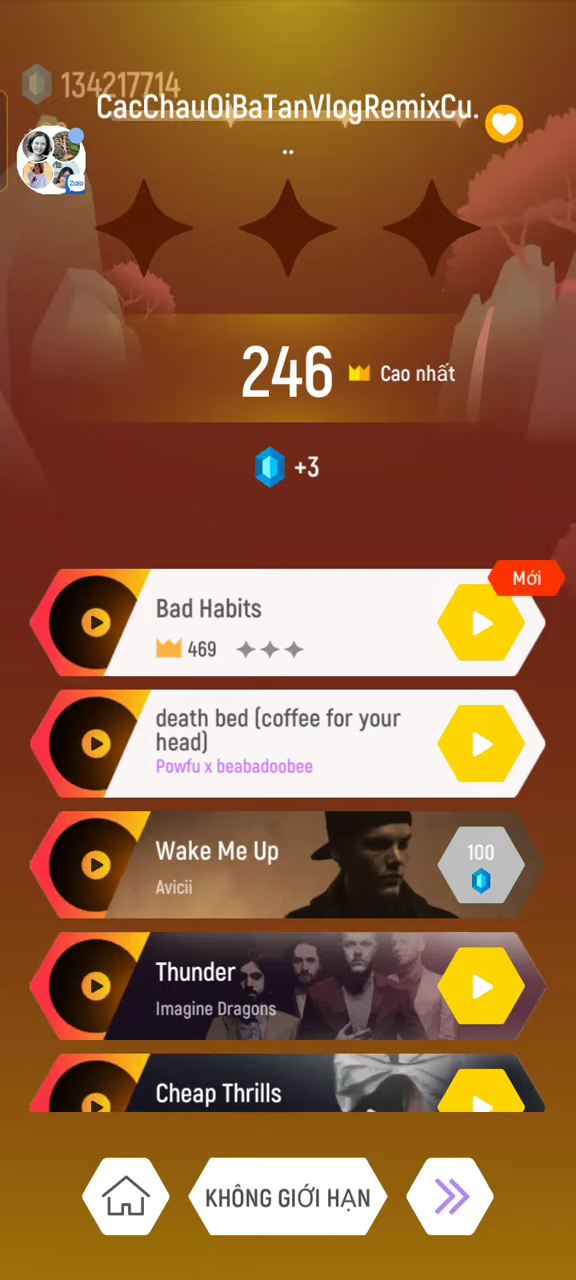 134217714
CacChauOiBaTanVlogRemixCu.
..
Zalo
246 Cao nhất
+3
Mới
Bad Habits
469
death bed (coffee for your
head)
Powfu x beabadoobee
Wake Me Up
100
Avicii
Thunder
Imagine Dragons
Cheap Thrills
KHÔNG GIỚI HẠN